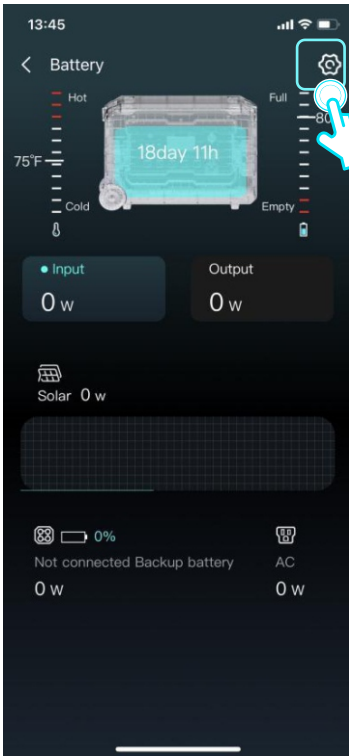 13:45
Battery
Hot
Full
80
75°F
18day 11h
Cold
Empty
Input
Output
0 w
0 w
Solar 0 w
0%
Not connected Backup battery
AC
0 w
0 w